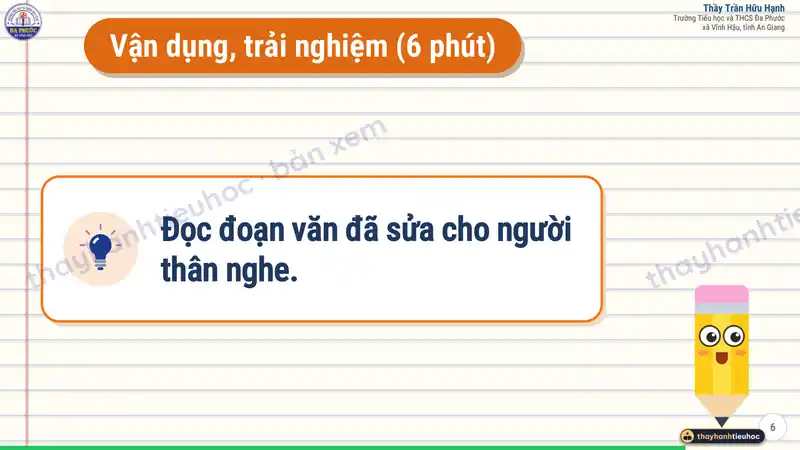 Thầy Trần Hữu Hạnh
Trường Tiểu học và THCS Đa Phước
xã Vĩnh Hậu, tỉnh An Giang
ĐA PHƯỚC
Vận dụng, trải nghiệm (6 phút)
thayhanhtieuhoc · bản xem
Đọc đoạn văn đã sửa cho người
thân nghe.
thayhanhtie
thayhanhtieuhoc
6